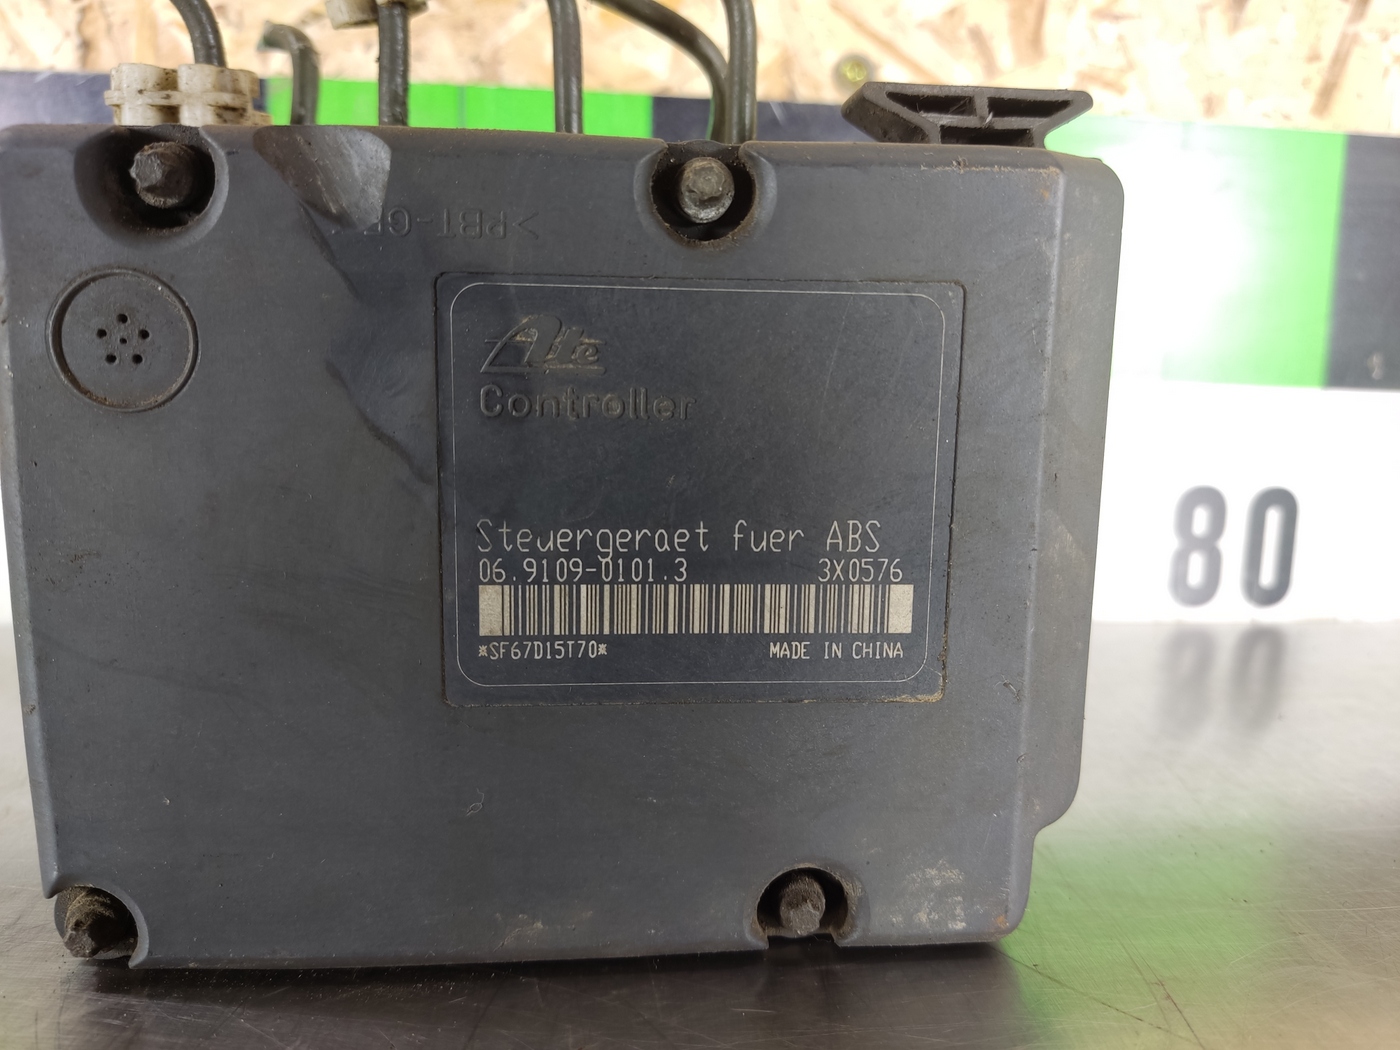 Ate
Controller
Steuergeraet fuer ABS
06.9109-0101.3 3X0576
*SF67D15T70*
MADE IN CHINA
80